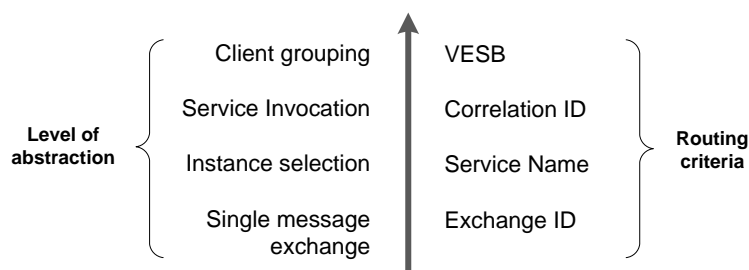 Client grouping
VESB
Service Invocation
Correlation ID
Level of
abstraction
Routing
criteria
Instance selection
Service Name
Single message
exchange
Exchange ID